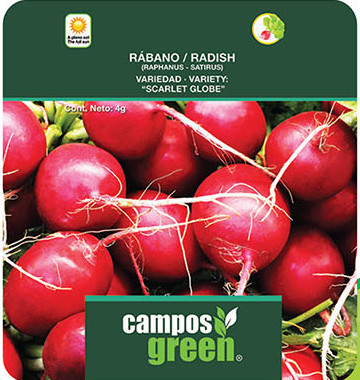 A pleno sol
The full sun
RÁBANO / RADISH
(RAPHANUS - SATIRUS)
VARIEDAD · VARIETY:
"SCARLET GLOBE"
Cont. Neto: 4g
campos
green®